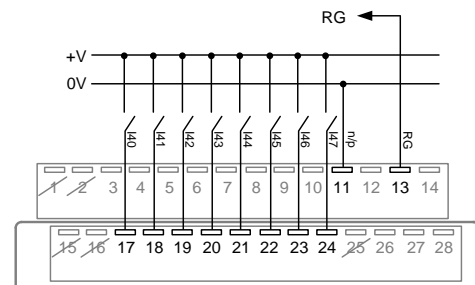 RG
+V
0V
I40 I41 I42 I43 I44 I45 I46 I47 n/p RG
1 2 3 4 5 6 7 8 9 10 11 12 13 14
15 16 17 18 19 20 21 22 23 24 25 26 27 28